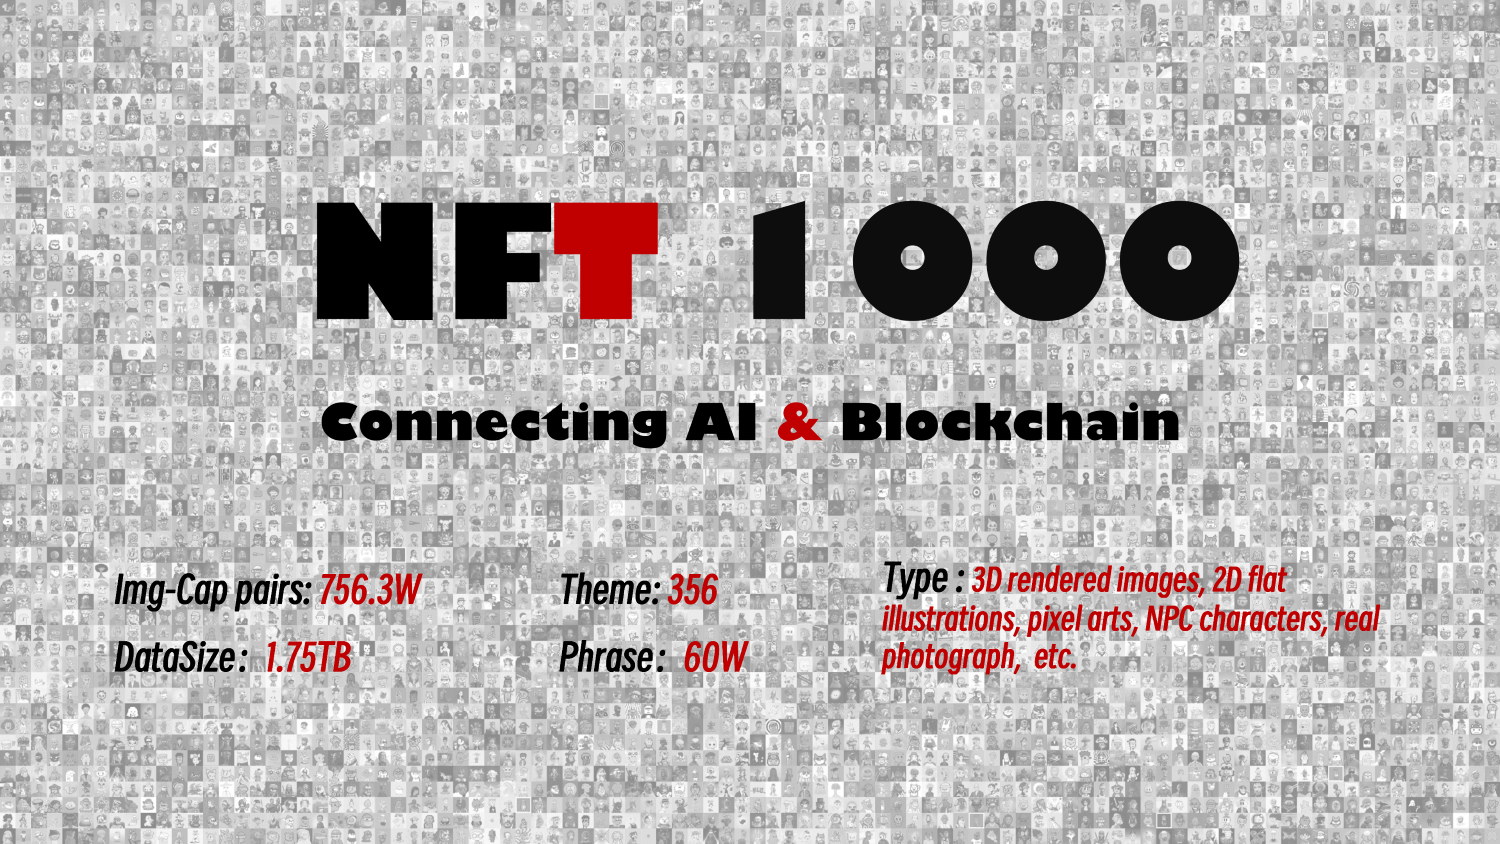 NFT 1000
Connecting AI & Blockchain
Img-Cap pairs: 756.3W
DataSize: 1.75TB
Theme: 356
Phrase: 60W
Type : 3D rendered images, 2D flat
illustrations, pixel arts, NPC characters, real
photograph, etc.